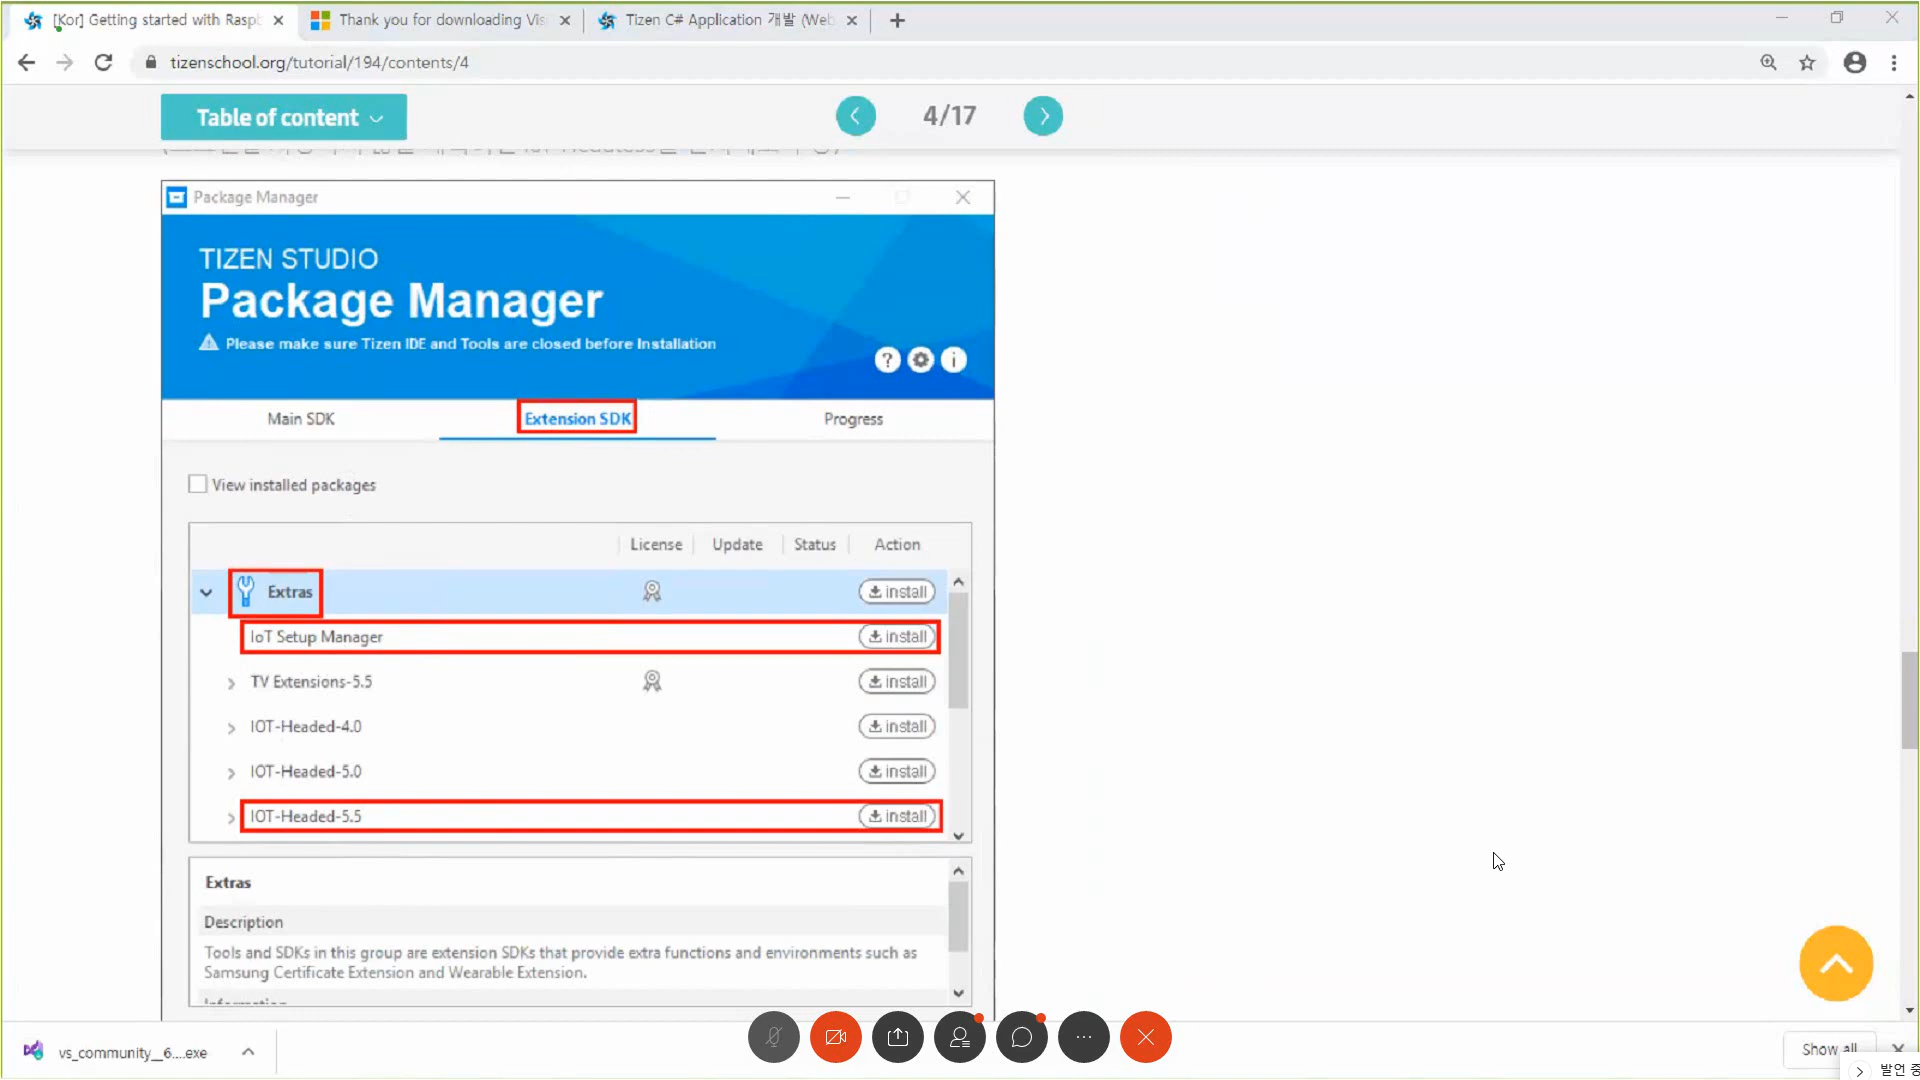 [Kor] Getting started with Raspb
Thank you for downloading Vis
Tizen C# Application 개발 (Web
tizenschool.org/tutorial/194/contents/4
Table of content
4/17
Package Manager
TIZEN STUDIO
Package Manager
Please make sure Tizen IDE and Tools are closed before Installation
Main SDK
Extension SDK
Progress
View installed packages
License Update Status Action
Extras install
IoT Setup Manager install
TV Extensions-5.5 install
IOT-Headed-4.0 install
IOT-Headed-5.0 install
IOT-Headed-5.5 install
Extras
Description
Tools and SDKs in this group are extension SDKs that provide extra functions and environments such as
Samsung Certificate Extension and Wearable Extension.
Information
vs_community__6....exe
Show all
발언 중